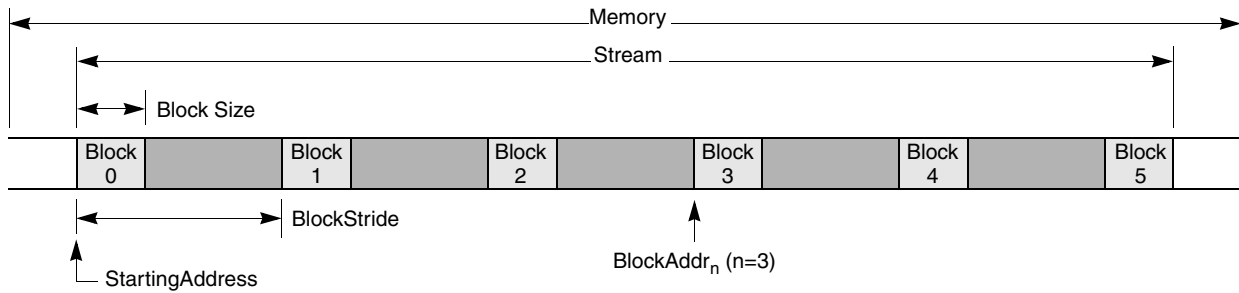 Memory
Stream
Block Size
Block
0
Block
1
Block
2
Block
3
Block
4
Block
5
BlockStride
BlockAddrn (n=3)
StartingAddress